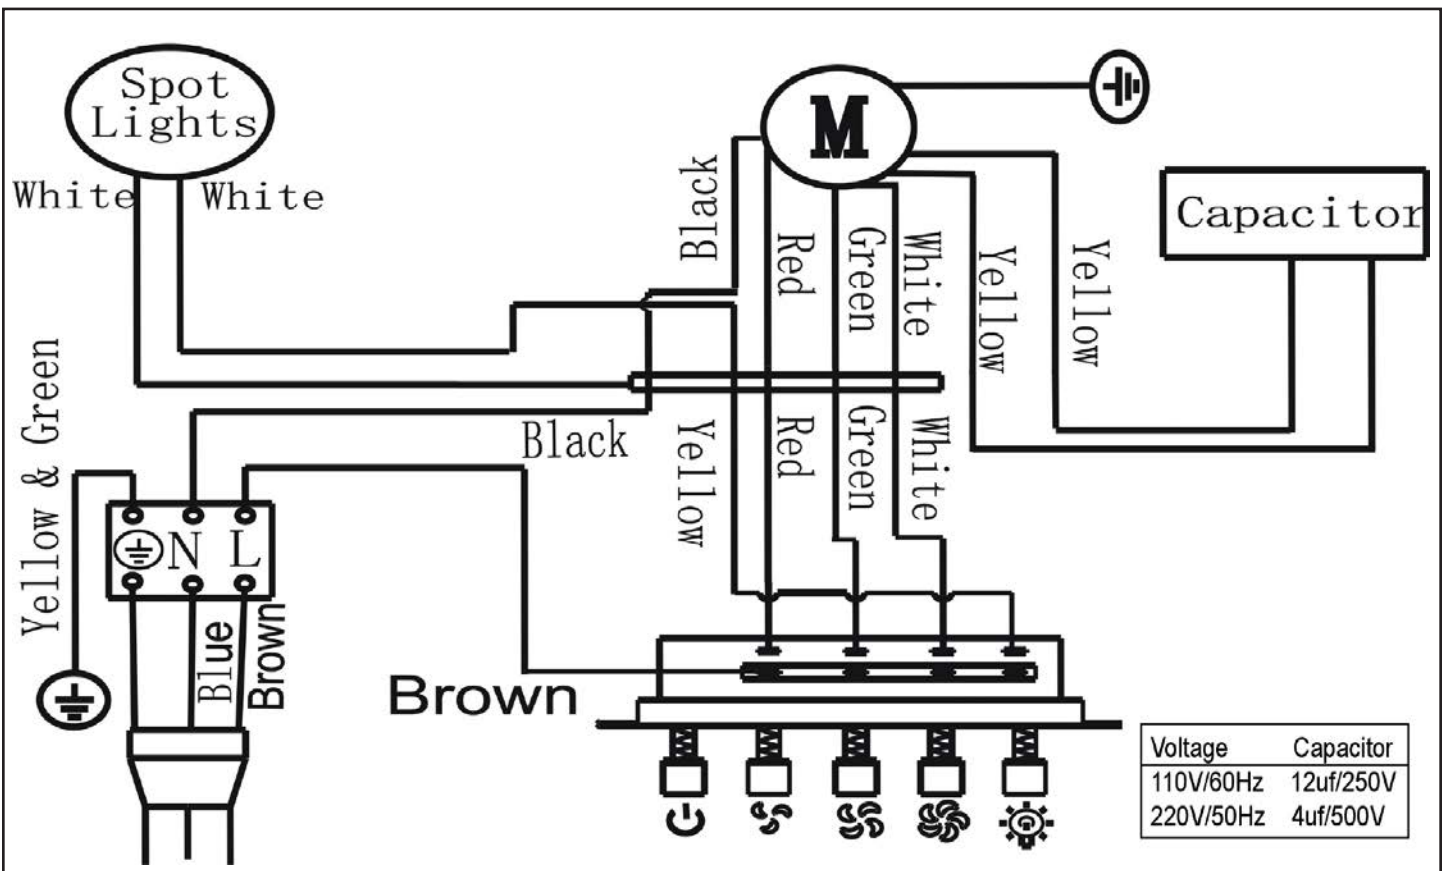 Spot
Lights
White
White
M
Black
Red
Green
White
Yellow
Yellow
Capacitor
Yellow & Green
Black
Yellow
Red
Green
White
N L
Blue
Brown
Brown
Voltage Capacitor
110V/60Hz 12uf/250V
220V/50Hz 4uf/500V